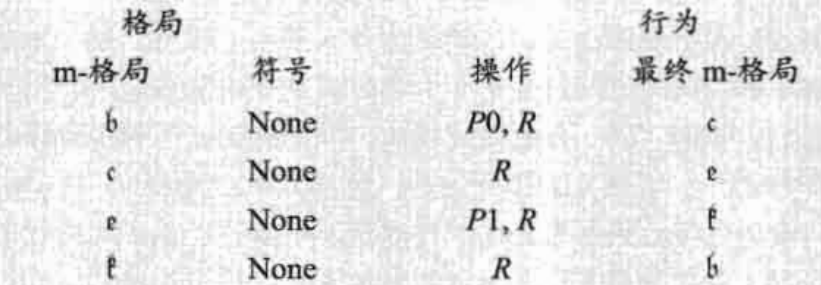 格局 行为
m-格局 符号 操作 最终 m-格局
𝔟 None P0, R 𝔠
𝔠 None R 𝔢
𝔢 None P1, R 𝔨
𝔨 None R 𝔟